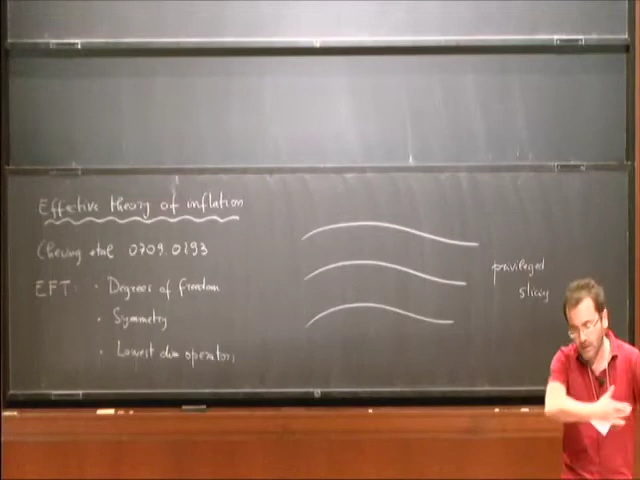 Effective theory of inflation
Cheung et al 0709.0293
EFT: · Degrees of freedom
· Symmetry
· Lowest dim operators
privileged
slicing